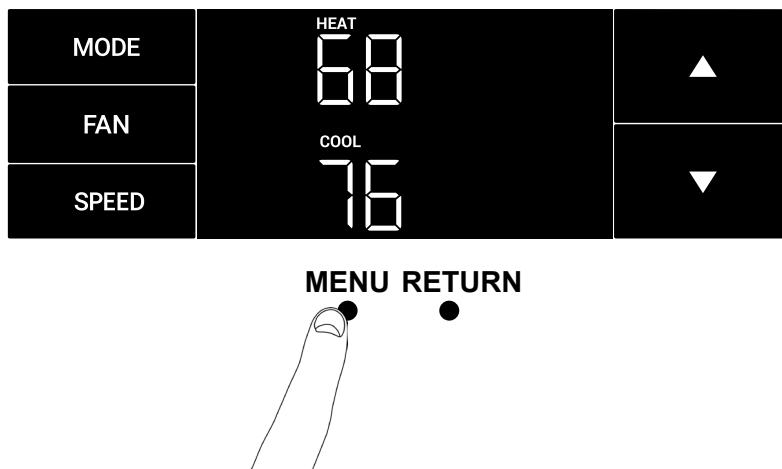 MODE
FAN
SPEED
HEAT
68
COOL
76
MENU RETURN